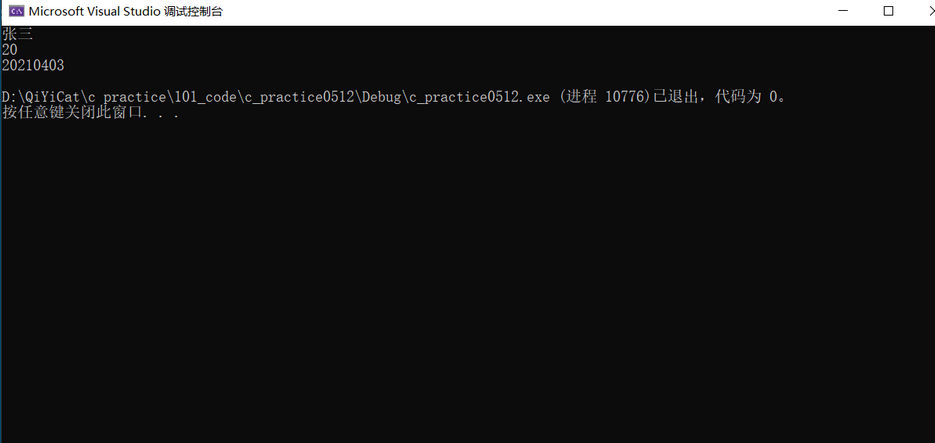 Microsoft Visual Studio 调试控制台
张三
20
20210403
D:\QiYiCat\c practice\101_code\c_practice0512\Debug\c_practice0512.exe (进程 10776)已退出，代码为 0。
按任意键关闭此窗口. . .